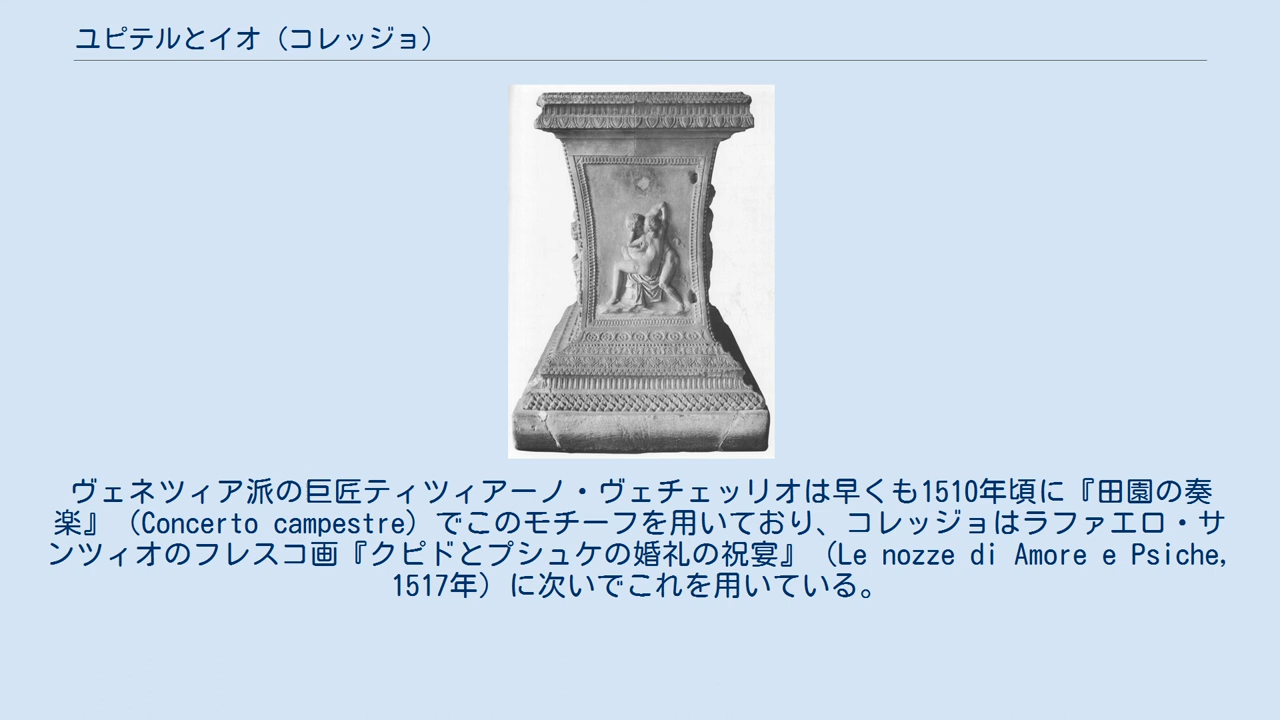 ユピテルとイオ（コレッジョ）
ヴェネツィア派の巨匠ティツィアーノ・ヴェチェッリオは早くも1510年頃に『田園の奏
楽』（Concerto campestre）でこのモチーフを用いており、コレッジョはラファエロ・サ
ンツィオのフレスコ画『クピドとプシュケの婚礼の祝宴』（Le nozze di Amore e Psiche,
1517年）に次いでこれを用いている。